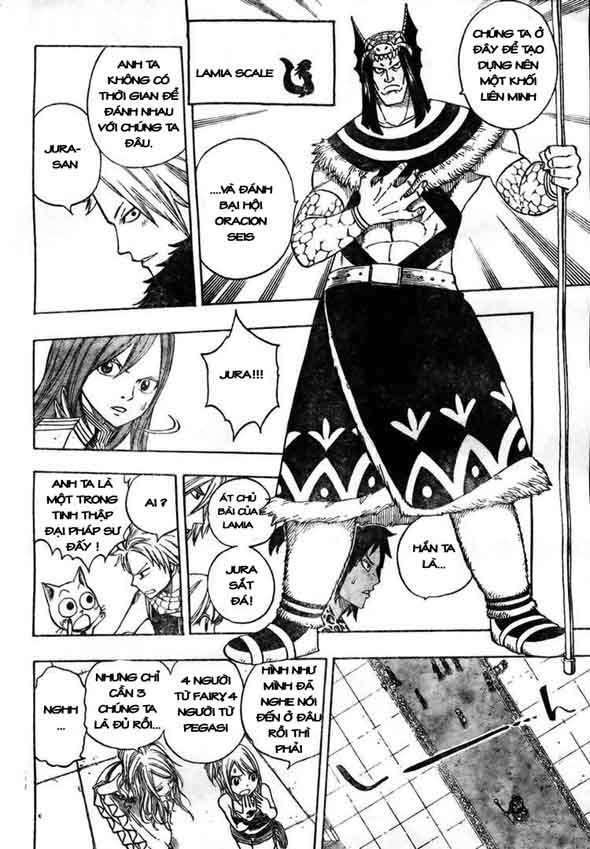 CHÚNG TA Ở
ĐÂY ĐỂ TẠO
DỰNG NÊN
MỘT KHỐI
LIÊN MINH
LAMIA SCALE
....VÀ ĐÁNH
BẠI HỘI
ORACION
SEIS
ANH TA
KHÔNG CÓ
THỜI GIAN ĐỂ
ĐÁNH NHAU
VỚI CHÚNG TA
ĐÂU.
JURA-
SAN
JURA!!!
HẮN TA
LÀ...
ÁT CHỦ
BÀI CỦA
LAMIA
JURA
SẮT
ĐÁ!
AI?
ANH TA LÀ
MỘT TRONG
TINH THẬP
ĐẠI PHÁP SƯ
ĐẤY !
HÌNH NHƯ
MÌNH ĐÃ
NGHE NÓI
ĐẾN Ở ĐÂU
RỒI THÌ
PHẢI
4 NGƯỜI
TỪ FAIRY 4
NGƯỜI TỪ
PEGASI
NHƯNG CHỈ
CẦN 3
CHÚNG TA
LÀ ĐỦ RỒI...
NGHH
...
し
ー
ん